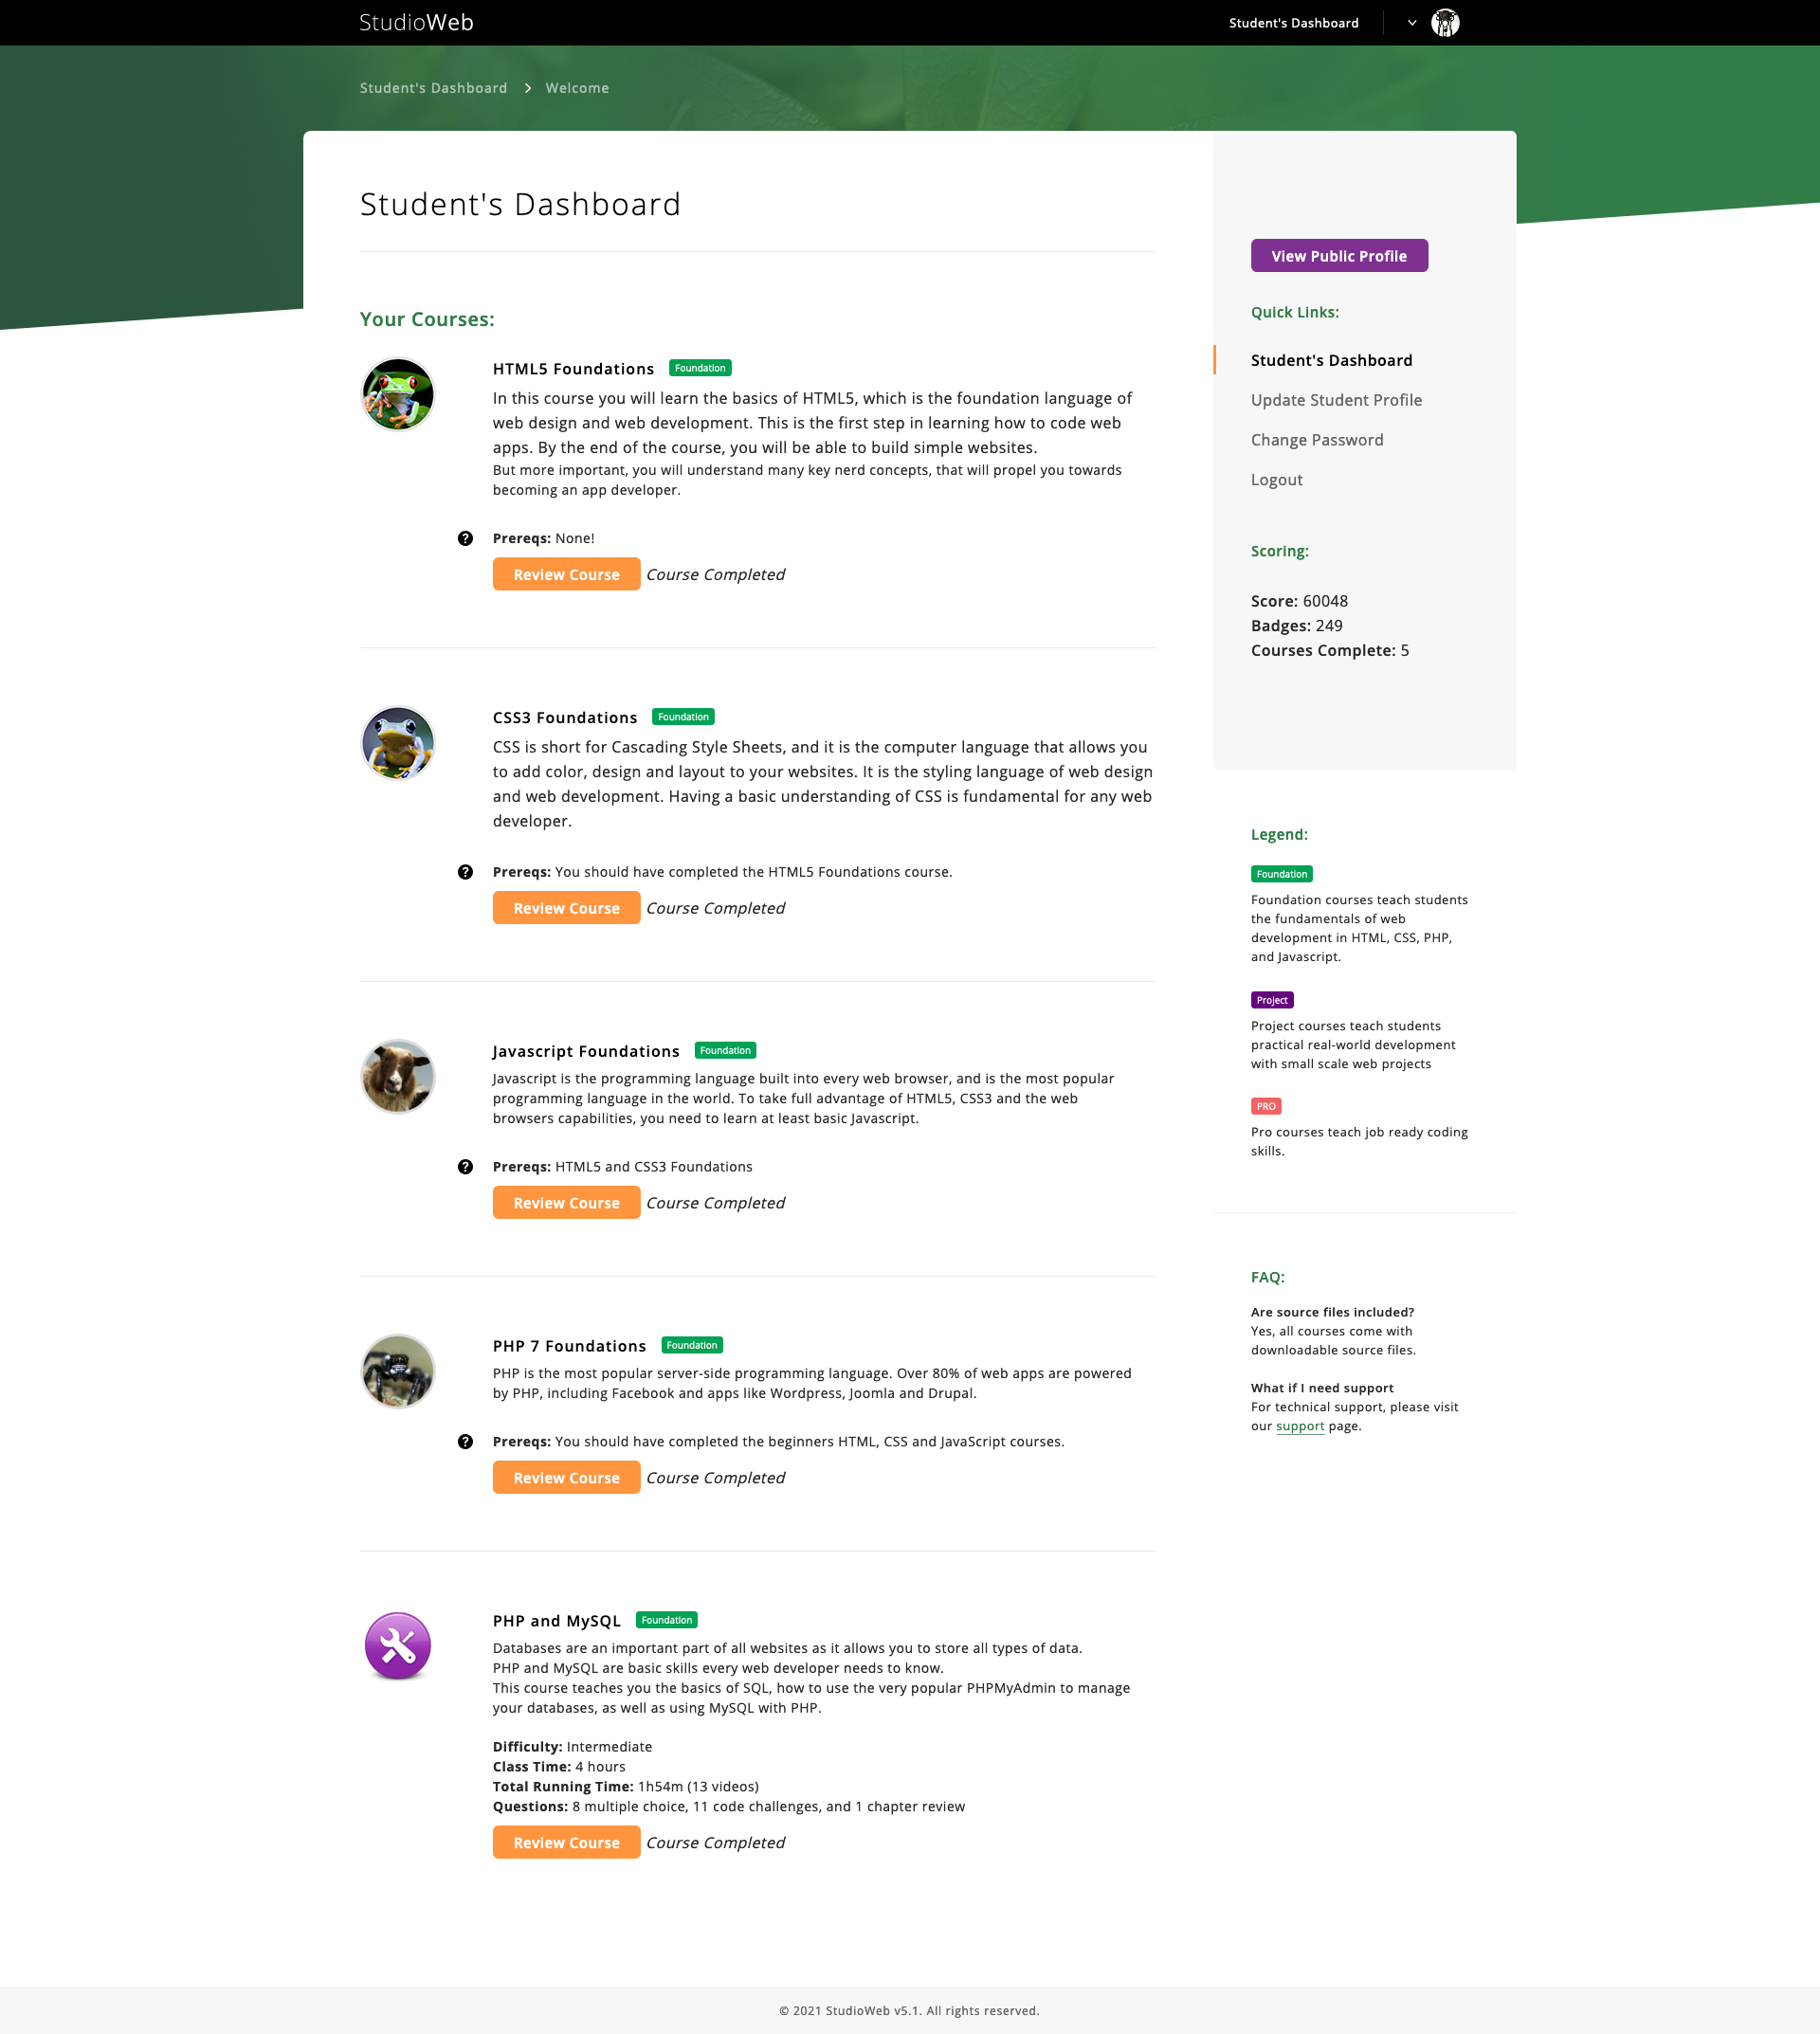 StudioWeb
Student's Dashboard
Student's Dashboard > Welcome
Student's Dashboard
Your Courses:
HTML5 Foundations Foundation
In this course you will learn the basics of HTML5, which is the foundation language of
web design and web development. This is the first step in learning how to code web
apps. By the end of the course, you will be able to build simple websites.
But more important, you will understand many key nerd concepts, that will propel you towards
becoming an app developer.
? Prereqs: None!
Review Course Course Completed
CSS3 Foundations Foundation
CSS is short for Cascading Style Sheets, and it is the computer language that allows you
to add color, design and layout to your websites. It is the styling language of web design
and web development. Having a basic understanding of CSS is fundamental for any web
developer.
? Prereqs: You should have completed the HTML5 Foundations course.
Review Course Course Completed
Javascript Foundations Foundation
Javascript is the programming language built into every web browser, and is the most popular
programming language in the world. To take full advantage of HTML5, CSS3 and the web
browsers capabilities, you need to learn at least basic Javascript.
? Prereqs: HTML5 and CSS3 Foundations
Review Course Course Completed
PHP 7 Foundations Foundation
PHP is the most popular server-side programming language. Over 80% of web apps are powered
by PHP, including Facebook and apps like Wordpress, Joomla and Drupal.
? Prereqs: You should have completed the beginners HTML, CSS and JavaScript courses.
Review Course Course Completed
PHP and MySQL Foundation
Databases are an important part of all websites as it allows you to store all types of data.
PHP and MySQL are basic skills every web developer needs to know.
This course teaches you the basics of SQL, how to use the very popular PHPMyAdmin to manage
your databases, as well as using MySQL with PHP.
Difficulty: Intermediate
Class Time: 4 hours
Total Running Time: 1h54m (13 videos)
Questions: 8 multiple choice, 11 code challenges, and 1 chapter review
Review Course Course Completed
View Public Profile
Quick Links:
Student's Dashboard
Update Student Profile
Change Password
Logout
Scoring:
Score: 60048
Badges: 249
Courses Complete: 5
Legend:
Foundation
Foundation courses teach students
the fundamentals of web
development in HTML, CSS, PHP,
and Javascript.
Project
Project courses teach students
practical real-world development
with small scale web projects
PRO
Pro courses teach job ready coding
skills.
FAQ:
Are source files included?
Yes, all courses come with
downloadable source files.
What if I need support
For technical support, please visit
our support page.
© 2021 StudioWeb v5.1. All rights reserved.